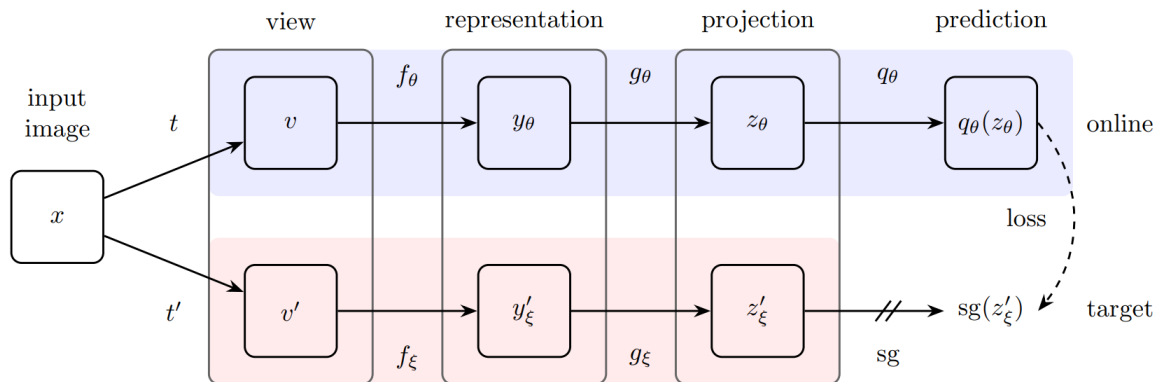 view
representation
projection
prediction
input
image
t
f_θ
g_θ
q_θ
v
y_θ
z_θ
q_θ(z_θ)
online
x
loss
t′
v′
y′_ξ
z′_ξ
sg(z′_ξ)
target
f_ξ
g_ξ
sg